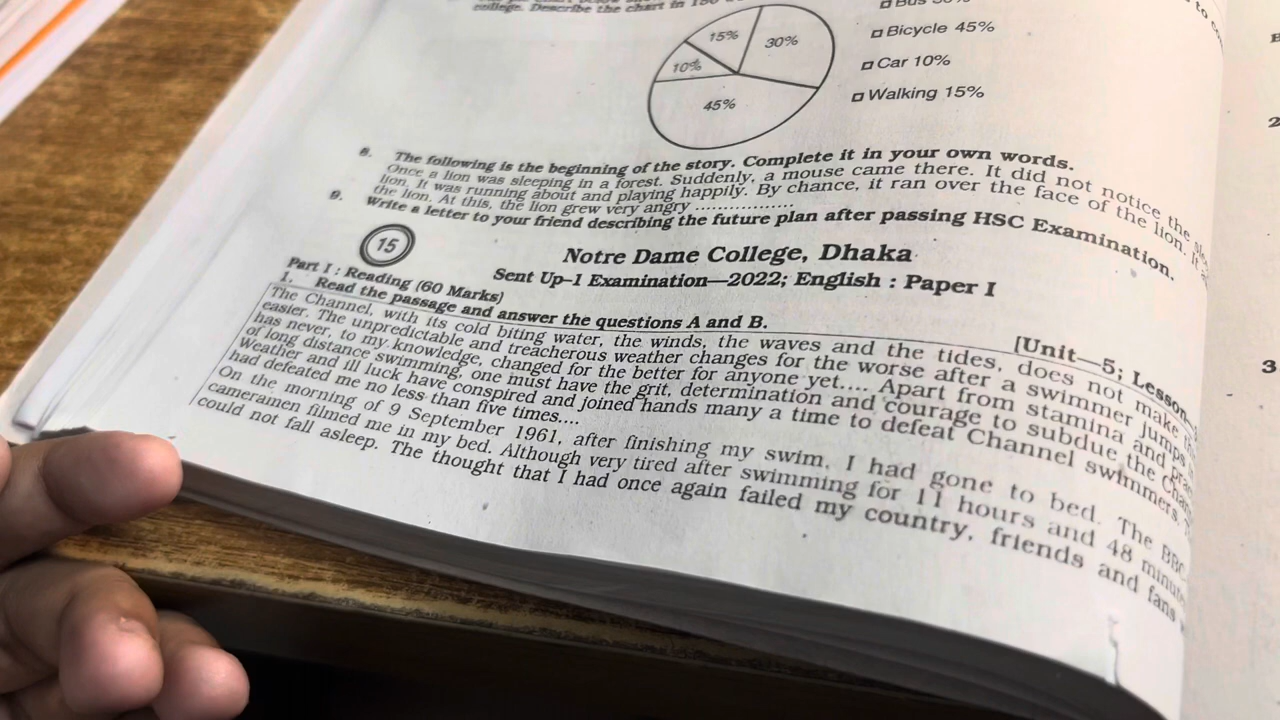 college. Describe the chart in 150
15%
30%
10%
45%
Bus 30%
Bicycle 45%
Car 10%
Walking 15%
8. The following is the beginning of the story. Complete it in your own words.
Once a lion was sleeping in a forest. Suddenly, a mouse came there. It did not notice the
lion. It was running about and playing happily. By chance, it ran over the face of the lion. It
the lion. At this, the lion grew very angry ................
9. Write a letter to your friend describing the future plan after passing HSC Examination.
15
Notre Dame College, Dhaka
Sent Up-1 Examination—2022; English : Paper I
Part I : Reading (60 Marks)
1. Read the passage and answer the questions A and B.
[Unit—5; Lesson
The Channel, with its cold biting water, the winds, the waves and the tides, does not make
easier. The unpredictable and treacherous weather changes for the worse after a swimmer jumps
has never, to my knowledge, changed for the better for anyone yet.... Apart from stamina and
of long distance swimming, one must have the grit, determination and courage to subdue the
Weather and ill luck have conspired and joined hands many a time to defeat Channel swimmers.
had defeated me no less than five times....
On the morning of 9 September 1961, after finishing my swim, I had gone to bed. The BBC
cameramen filmed me in my bed. Although very tired after swimming for 11 hours and 48
could not fall asleep. The thought that I had once again failed my country, friends and fans
to
2
3